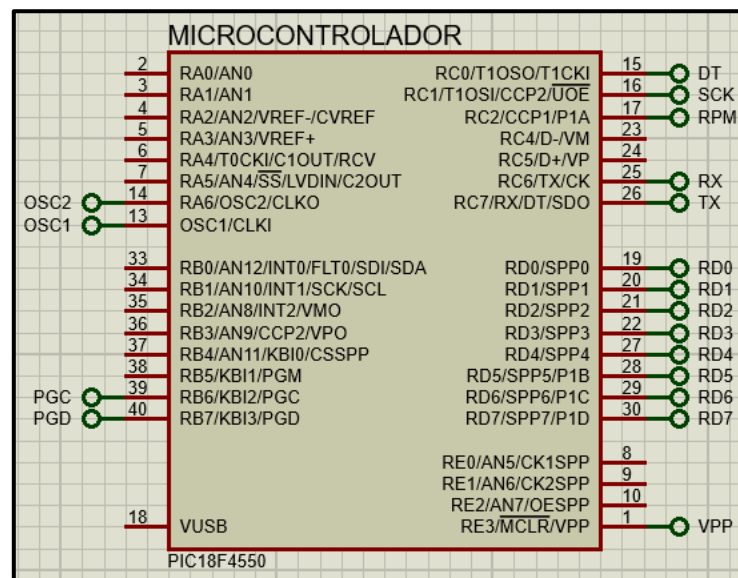 MICROCONTROLADOR
2 RA0/AN0
3 RA1/AN1
4 RA2/AN2/VREF-/CVREF
5 RA3/AN3/VREF+
6 RA4/T0CKI/C1OUT/RCV
7 RA5/AN4/SS/LVDIN/C2OUT
OSC2 14 RA6/OSC2/CLKO
OSC1 13 OSC1/CLKI
33 RB0/AN12/INT0/FLT0/SDI/SDA
34 RB1/AN10/INT1/SCK/SCL
35 RB2/AN8/INT2/VMO
36 RB3/AN9/CCP2/VPO
37 RB4/AN11/KBI0/CSSPP
38 RB5/KBI1/PGM
PGC 39 RB6/KBI2/PGC
PGD 40 RB7/KBI3/PGD
18 VUSB
RC0/T1OSO/T1CKI 15 DT
RC1/T1OSI/CCP2/UOE 16 SCK
RC2/CCP1/P1A 17 RPM
RC4/D-/VM 23
RC5/D+/VP 24
RC6/TX/CK 25 RX
RC7/RX/DT/SDO 26 TX
RD0/SPP0 19 RD0
RD1/SPP1 20 RD1
RD2/SPP2 21 RD2
RD3/SPP3 22 RD3
RD4/SPP4 27 RD4
RD5/SPP5/P1B 28 RD5
RD6/SPP6/P1C 29 RD6
RD7/SPP7/P1D 30 RD7
RE0/AN5/CK1SPP 8
RE1/AN6/CK2SPP 9
RE2/AN7/OESPP 10
RE3/MCLR/VPP 1 VPP
PIC18F4550